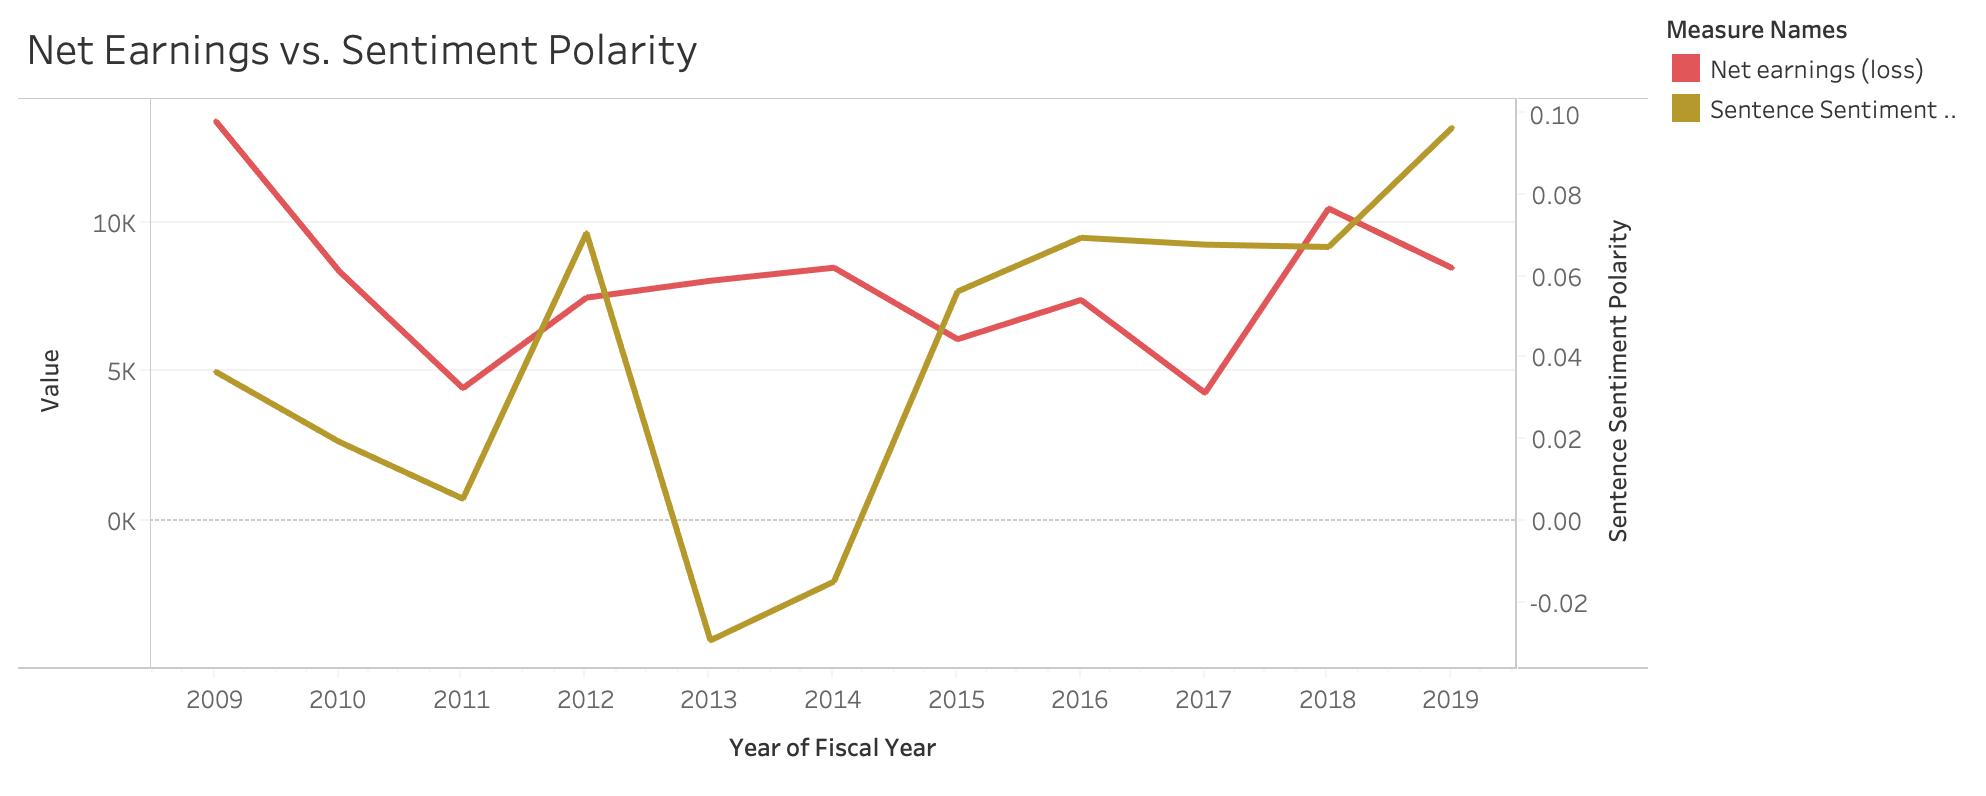 Net Earnings vs. Sentiment Polarity
Measure Names
Net earnings (loss)
Sentence Sentiment ..
Value
10K
5K
0K
0.10
0.08
0.06
0.04
0.02
0.00
-0.02
Sentence Sentiment Polarity
2009 2010 2011 2012 2013 2014 2015 2016 2017 2018 2019
Year of Fiscal Year